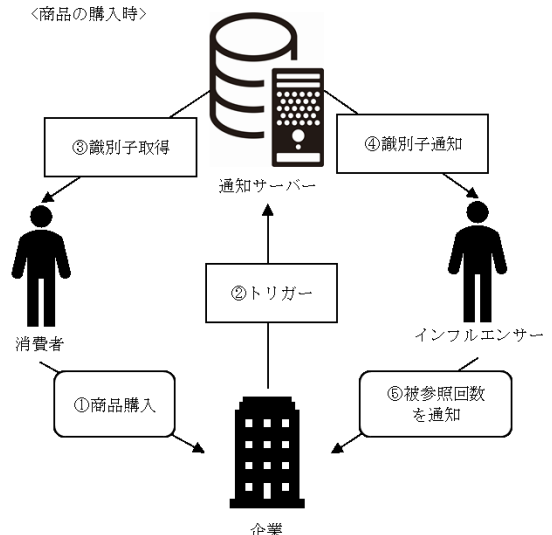 <商品の購入時>
③識別子取得
④識別子通知
通知サーバー
②トリガー
消費者
インフルエンサー
①商品購入
⑤被参照回数
を通知
企業